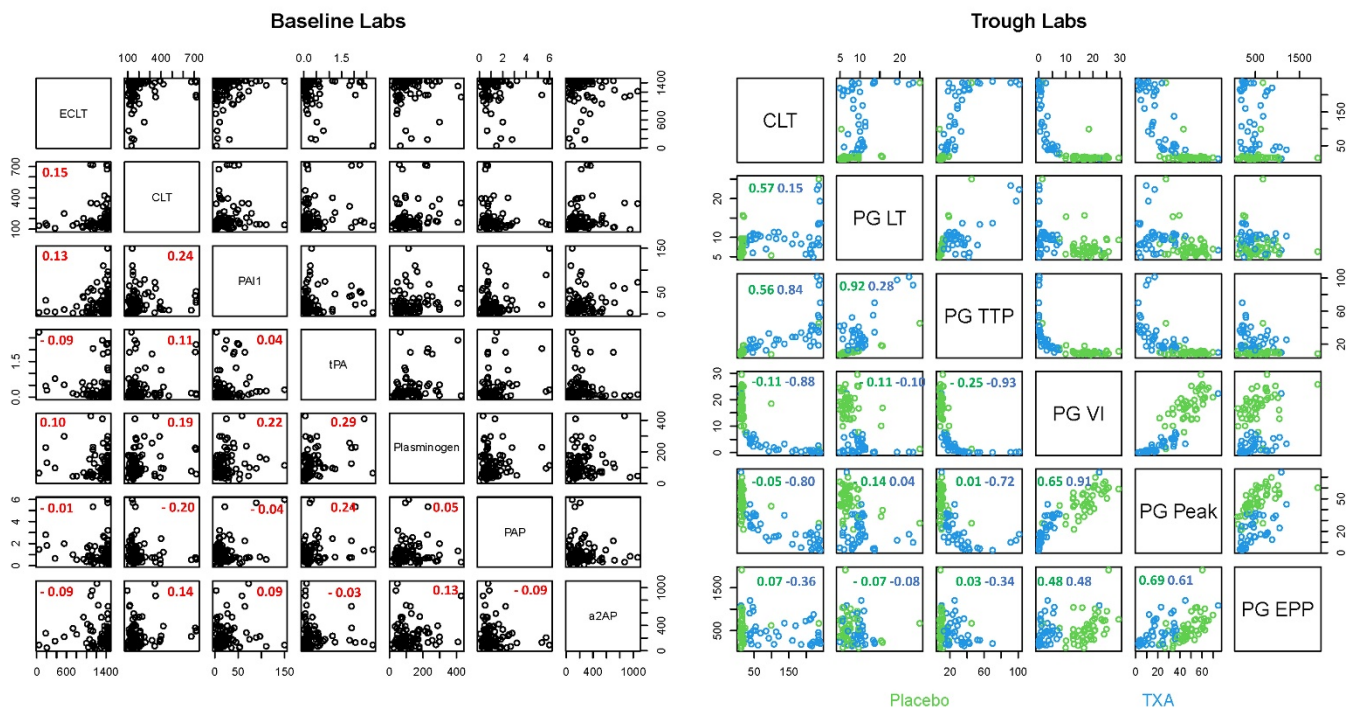 Baseline Labs
Trough Labs
100 400 700
0.0 1.5
0 2 4 6
5 10 20
0 10 20 30
500 1500
ECLT
0 600 1400
CLT
50 150
100 400 700
0.15
CLT
5 10 20
0.57 0.15
PG LT
0.13
0.24
PAI1
0 50 150
0.56 0.84
0.92 0.28
PG TTP
20 60 100
0.0 1.5
- 0.09
0.11
0.04
tPA
0 5 10 20 30
-0.11 -0.88
- 0.11 -0.10
- 0.25 -0.93
PG VI
0.10
0.19
0.22
0.29
Plasminogen
0 200 400
-0.05 -0.80
- 0.14 0.04
0.01 -0.72
0.65 0.91
PG Peak
0 20 50
0 2 4 6
- 0.01
- 0.20
- 0.04
0.24
0.05
PAP
500 1500
0.07 -0.36
- 0.07 -0.08
0.03 -0.34
0.48 0.48
0.69 0.61
PG EPP
- 0.09
0.14
0.09
- 0.03
0.13
- 0.09
a2AP
0 400 1000
0 600 1400
0 50 150
0 200 400
0 400 1000
50 150
20 60 100
0 20 40 60
Placebo
TXA